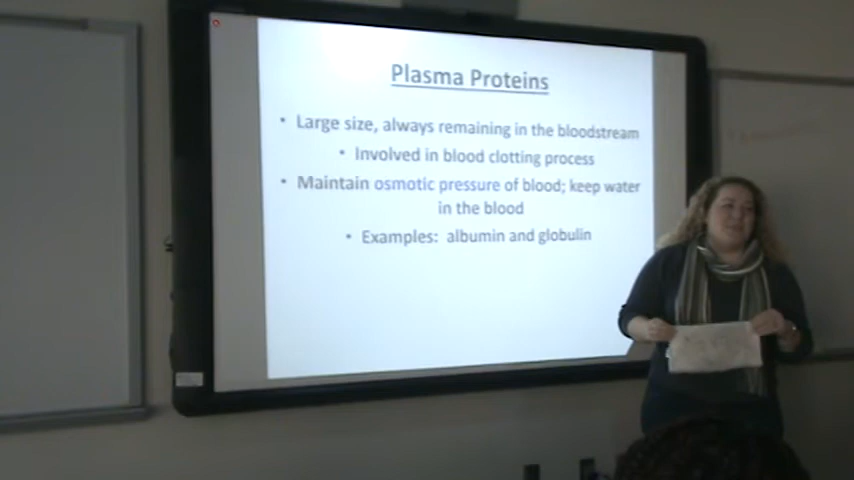 Plasma Proteins
• Large size, always remaining in the bloodstream
• Involved in blood clotting process
• Maintain osmotic pressure of blood; keep water
in the blood
• Examples: albumin and globulin